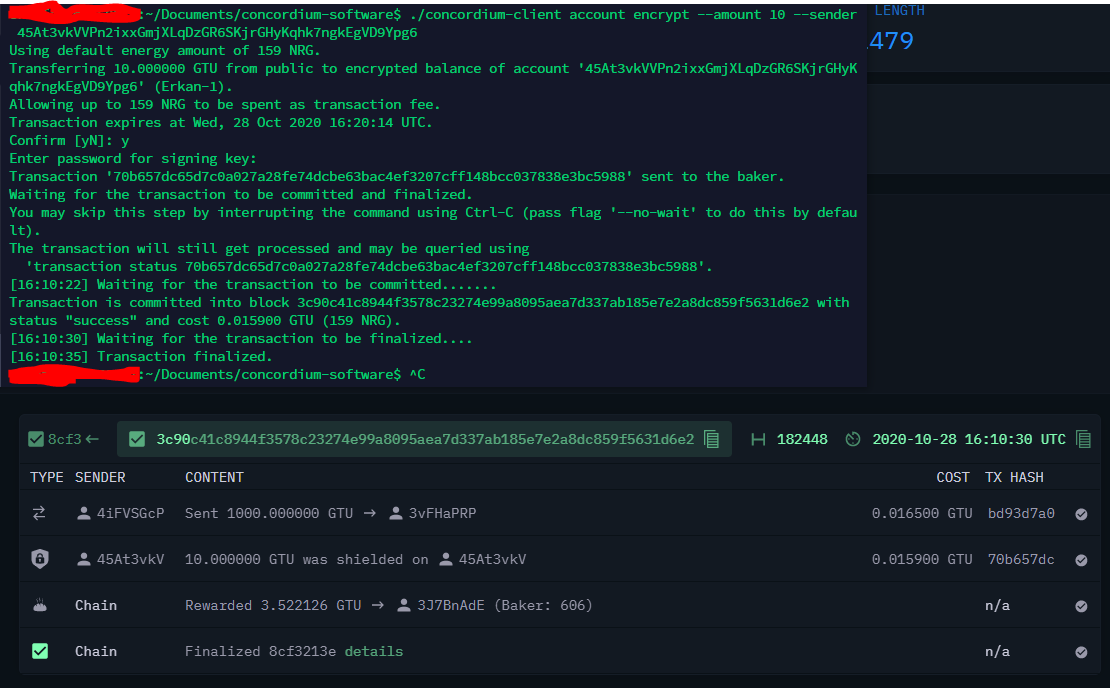 :~/Documents/concordium-software$ ./concordium-client account encrypt --amount 10 --sender
45At3vkVVPn2ixxGmjXLqDzGR6SKjrGHyKqhk7ngkEgVD9Ypg6
Using default energy amount of 159 NRG.
Transferring 10.000000 GTU from public to encrypted balance of account '45At3vkVVPn2ixxGmjXLqDzGR6SKjrGHyK
qhk7ngkEgVD9Ypg6' (Erkan-1).
Allowing up to 159 NRG to be spent as transaction fee.
Transaction expires at Wed, 28 Oct 2020 16:20:14 UTC.
Confirm [yN]: y
Enter password for signing key:
Transaction '70b657dc65d7c0a027a28fe74dcbe63bac4ef3207cff148bcc037838e3bc5988' sent to the baker.
Waiting for the transaction to be committed and finalized.
You may skip this step by interrupting the command using Ctrl-C (pass flag '--no-wait' to do this by defau
lt).
The transaction will still get processed and may be queried using
'transaction status 70b657dc65d7c0a027a28fe74dcbe63bac4ef3207cff148bcc037838e3bc5988'.
[16:10:22] Waiting for the transaction to be committed.......
Transaction is committed into block 3c90c41c8944f3578c23274e99a8095aea7d337ab185e7e2a8dc859f5631d6e2 with
status "success" and cost 0.015900 GTU (159 NRG).
[16:10:30] Waiting for the transaction to be finalized....
[16:10:35] Transaction finalized.
:~/Documents/concordium-software$ ^C
LENGTH
.479
8cf3 ← 3c90c41c8944f3578c23274e99a8095aea7d337ab185e7e2a8dc859f5631d6e2 182448 2020-10-28 16:10:30 UTC
TYPE SENDER CONTENT COST TX HASH
4iFVSGcP Sent 1000.000000 GTU → 3vFHaPRP 0.016500 GTU bd93d7a0
45At3vkV 10.000000 GTU was shielded on 45At3vkV 0.015900 GTU 70b657dc
Chain Rewarded 3.522126 GTU → 3J7BnAdE (Baker: 606) n/a
Chain Finalized 8cf3213e details n/a